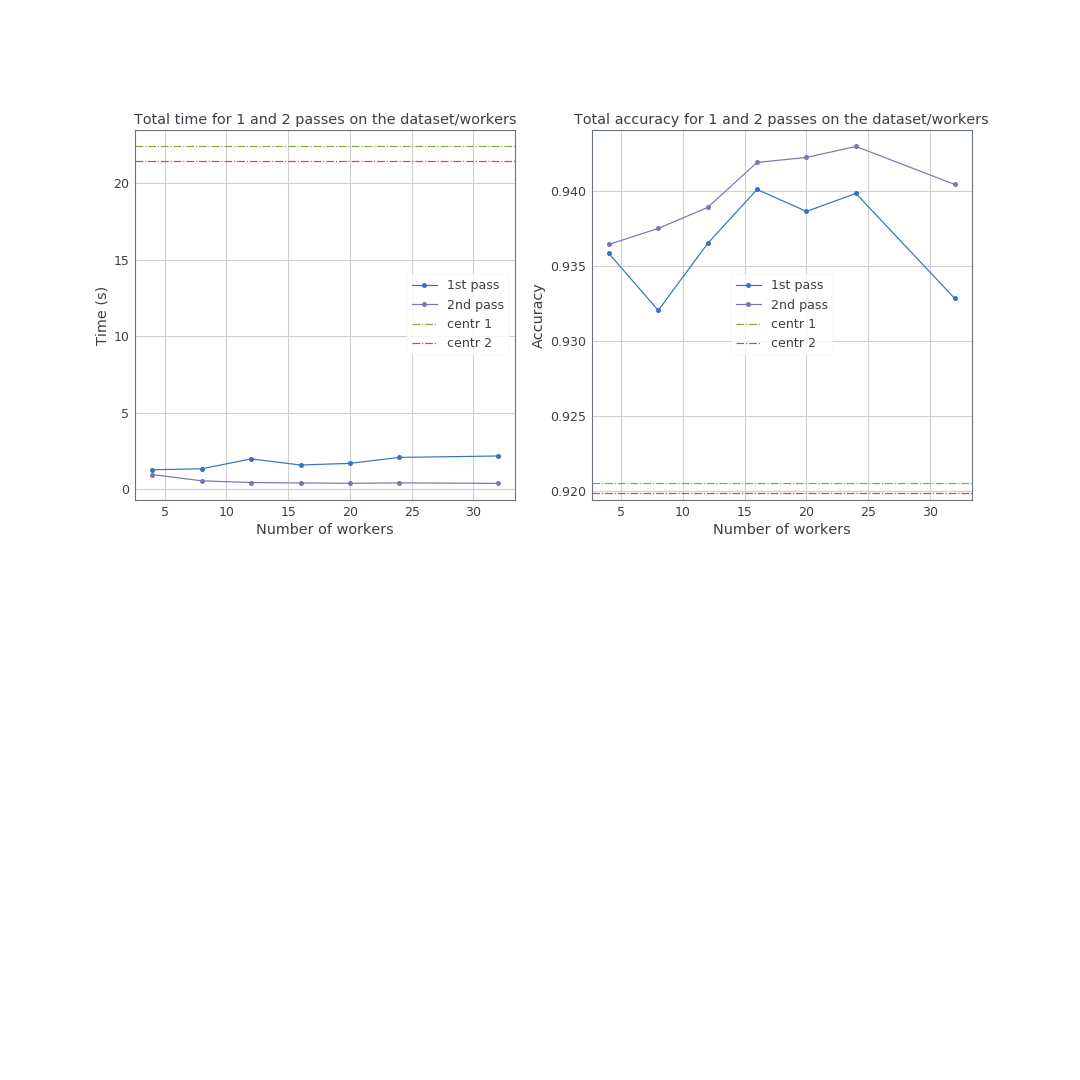 Total time for 1 and 2 passes on the dataset/workers
20
15
10
5
0
Time (s)
1st pass
2nd pass
centr 1
centr 2
5 10 15 20 25 30
Number of workers
Total accuracy for 1 and 2 passes on the dataset/workers
0.940
0.935
0.930
0.925
0.920
Accuracy
1st pass
2nd pass
centr 1
centr 2
5 10 15 20 25 30
Number of workers